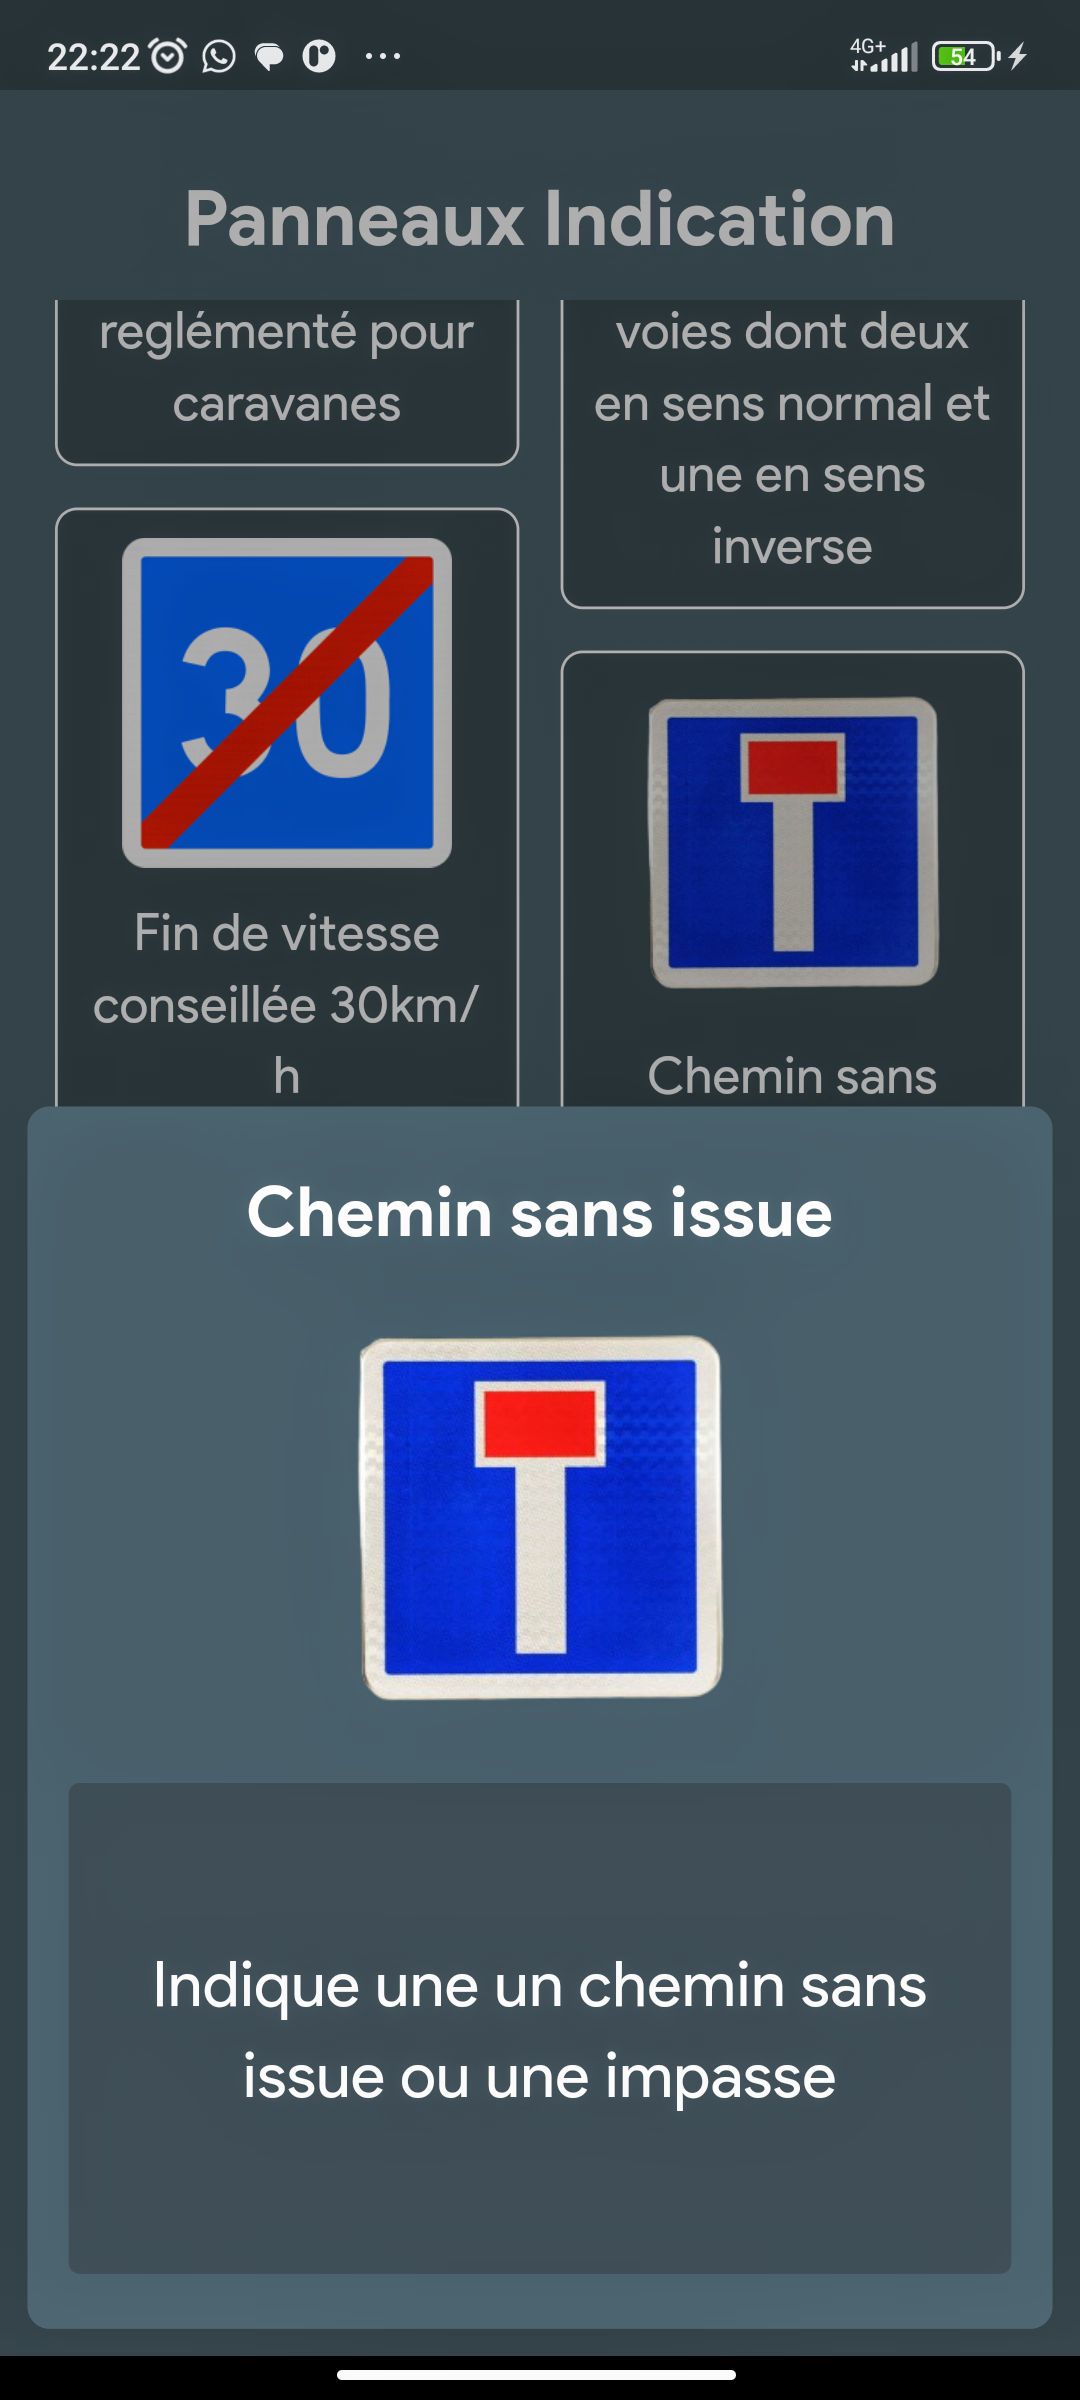 22:22
4G+
54
Panneaux Indication
reglémenté pour
caravanes
voies dont deux
en sens normal et
une en sens
inverse
30
Fin de vitesse
conseillée 30km/
h
Chemin sans
Chemin sans issue
Indique une un chemin sans
issue ou une impasse